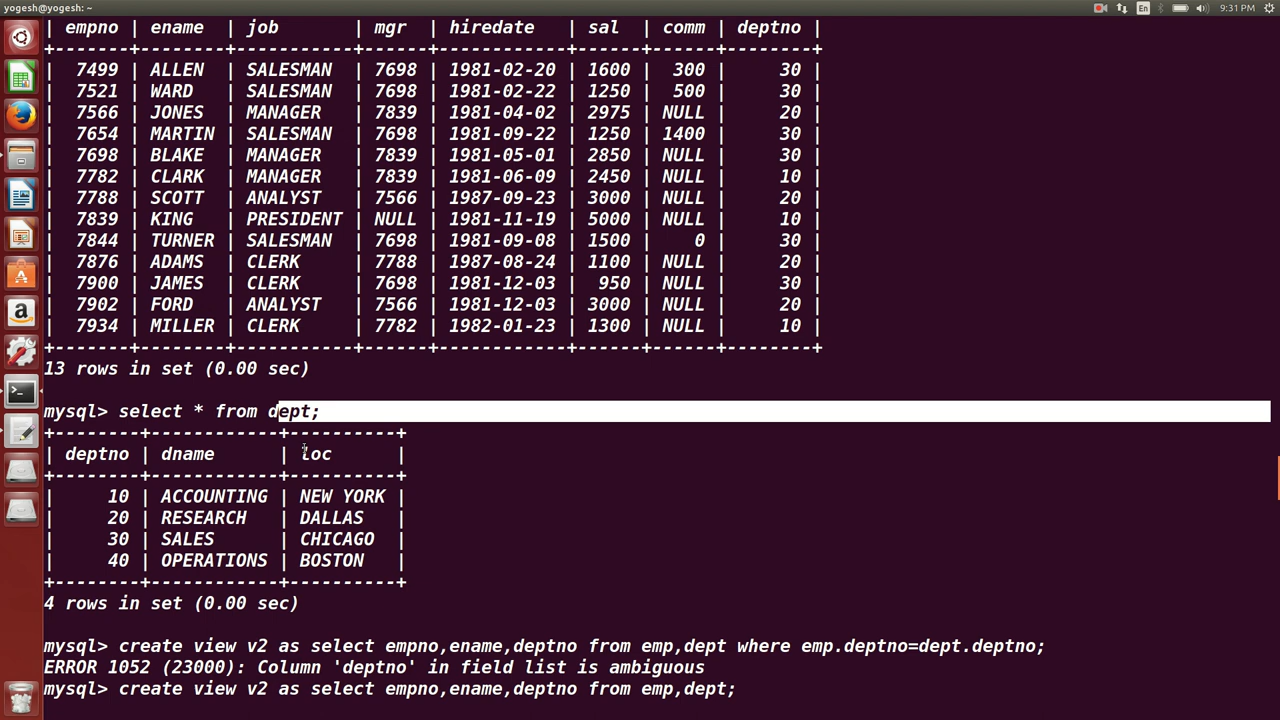 yogesh@yogesh: ~
En
9:31 PM
| empno | ename  | job       | mgr  | hiredate   | sal  | comm | deptno |
+-------+--------+-----------+------+------------+------+------+--------+
|  7499 | ALLEN  | SALESMAN  | 7698 | 1981-02-20 | 1600 |  300 |     30 |
|  7521 | WARD   | SALESMAN  | 7698 | 1981-02-22 | 1250 |  500 |     30 |
|  7566 | JONES  | MANAGER   | 7839 | 1981-04-02 | 2975 | NULL |     20 |
|  7654 | MARTIN | SALESMAN  | 7698 | 1981-09-22 | 1250 | 1400 |     30 |
|  7698 | BLAKE  | MANAGER   | 7839 | 1981-05-01 | 2850 | NULL |     30 |
|  7782 | CLARK  | MANAGER   | 7839 | 1981-06-09 | 2450 | NULL |     10 |
|  7788 | SCOTT  | ANALYST   | 7566 | 1987-09-23 | 3000 | NULL |     20 |
|  7839 | KING   | PRESIDENT | NULL | 1981-11-19 | 5000 | NULL |     10 |
|  7844 | TURNER | SALESMAN  | 7698 | 1981-09-08 | 1500 |    0 |     30 |
|  7876 | ADAMS  | CLERK     | 7788 | 1987-08-24 | 1100 | NULL |     20 |
|  7900 | JAMES  | CLERK     | 7698 | 1981-12-03 |  950 | NULL |     30 |
|  7902 | FORD   | ANALYST   | 7566 | 1981-12-03 | 3000 | NULL |     20 |
|  7934 | MILLER | CLERK     | 7782 | 1982-01-23 | 1300 | NULL |     10 |
+-------+--------+-----------+------+------------+------+------+--------+
13 rows in set (0.00 sec)
mysql> select * from dept;
+--------+------------+----------+
| deptno | dname      | loc      |
+--------+------------+----------+
|     10 | ACCOUNTING | NEW YORK |
|     20 | RESEARCH   | DALLAS   |
|     30 | SALES      | CHICAGO  |
|     40 | OPERATIONS | BOSTON   |
+--------+------------+----------+
4 rows in set (0.00 sec)
mysql> create view v2 as select empno,ename,deptno from emp,dept where emp.deptno=dept.deptno;
ERROR 1052 (23000): Column 'deptno' in field list is ambiguous
mysql> create view v2 as select empno,ename,deptno from emp,dept;